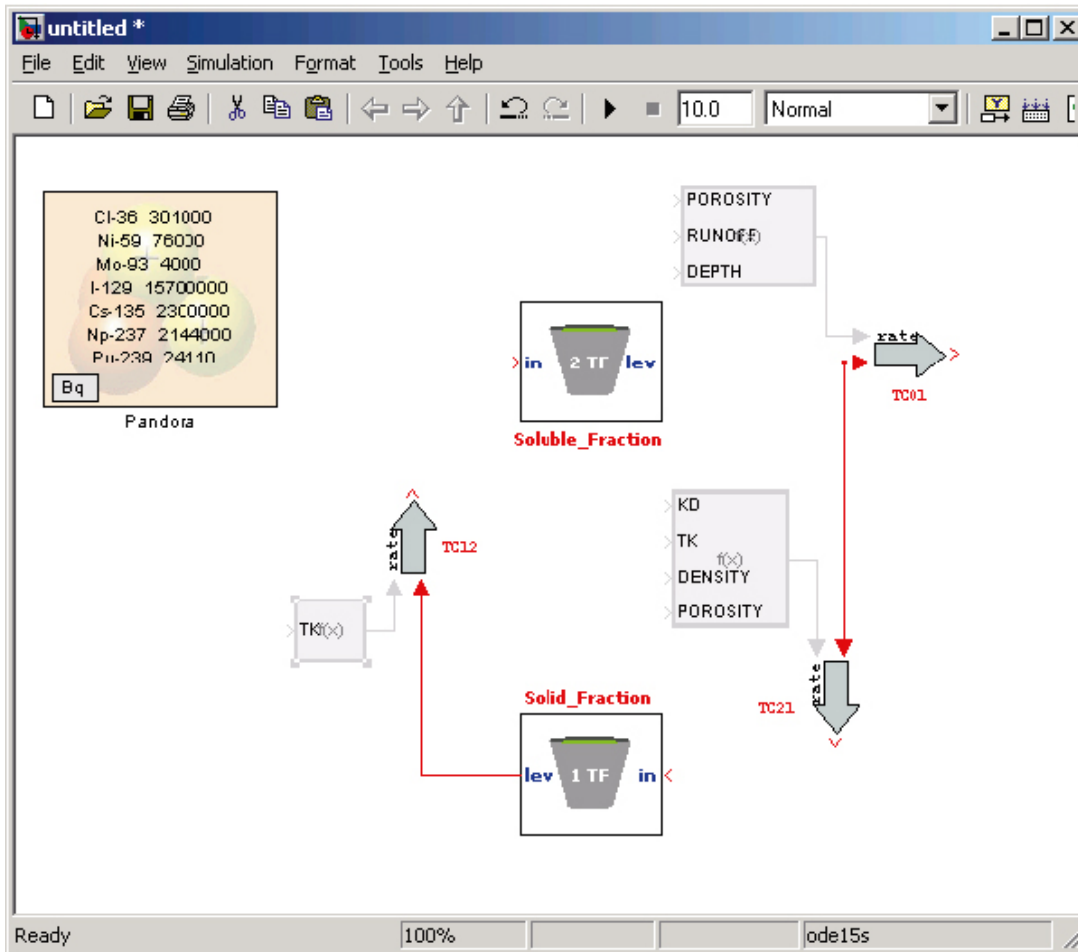 untitled *
File Edit View Simulation Format Tools Help
10.0 Normal
Cl-36 301000
Ni-59 76000
Mo-93 4000
I-129 15700000
Cs-135 2300000
Np-237 2144000
Pu-239 24110
Bq
Pandora
POROSITY
RUNOFF f(x)
DEPTH
rate
TC01
in 2 TF lev
Soluble_Fraction
KD
TK
f(x)
DENSITY
POROSITY
rate
TC12
TK f(x)
rate
TC21
Solid_Fraction
lev 1 TF in
Ready 100% ode15s